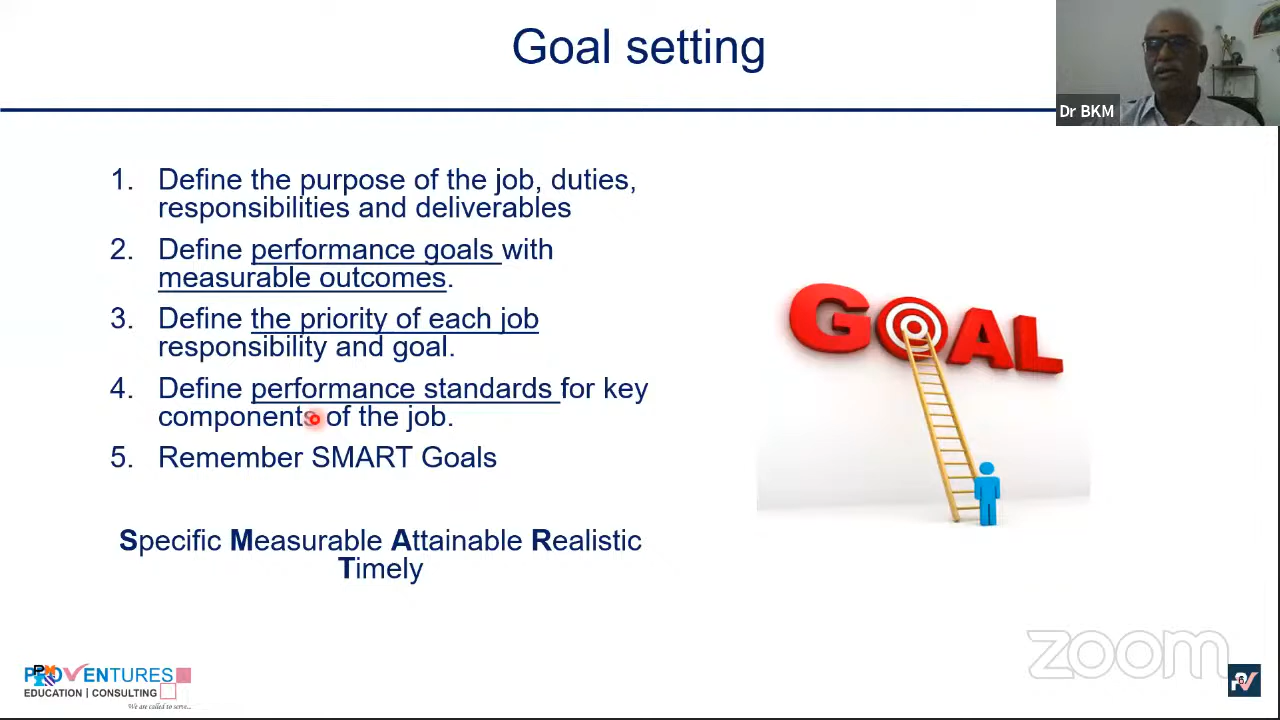 Goal setting
Dr BKM
1. Define the purpose of the job, duties,
responsibilities and deliverables
2. Define performance goals with
measurable outcomes.
3. Define the priority of each job
responsibility and goal.
4. Define performance standards for key
components of the job.
5. Remember SMART Goals
Specific Measurable Attainable Realistic
Timely
GOAL
zoom
PROVENTURES
EDUCATION | CONSULTING
We are called to serve...